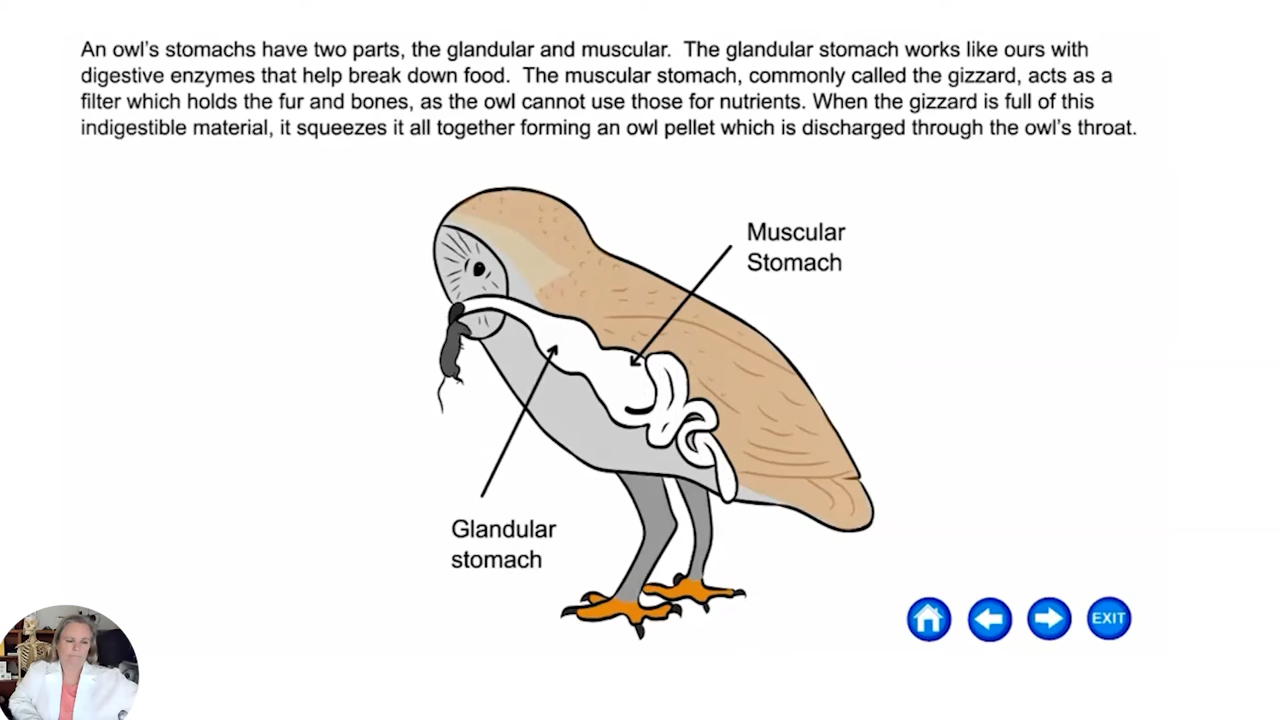 An owl's stomachs have two parts, the glandular and muscular.  The glandular stomach works like ours with
digestive enzymes that help break down food.  The muscular stomach, commonly called the gizzard, acts as a
filter which holds the fur and bones, as the owl cannot use those for nutrients. When the gizzard is full of this
indigestible material, it squeezes it all together forming an owl pellet which is discharged through the owl's throat.
Muscular
Stomach
Glandular
stomach
EXIT